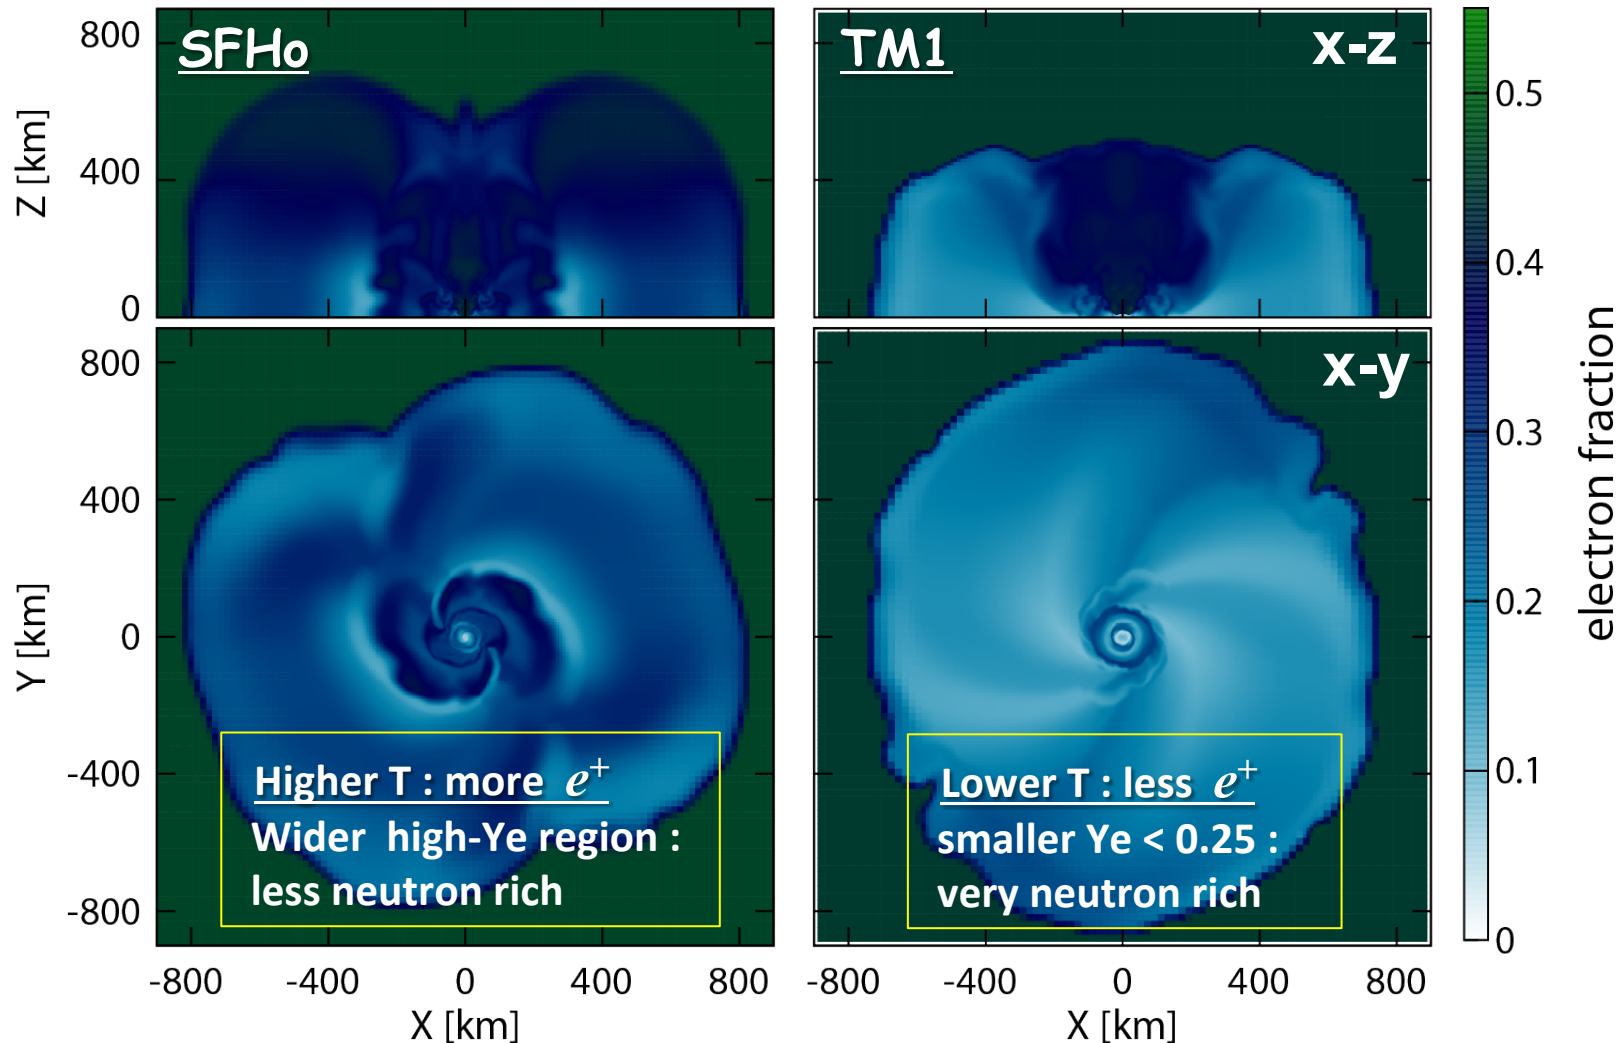 SFHo
TM1
x-z
800
400
0
Z [km]
x-y
800
400
0
-400
-800
Y [km]
Higher T : more e⁺
Wider high-Ye region :
less neutron rich
Lower T : less e⁺
smaller Ye < 0.25 :
very neutron rich
-800 -400 0 400 800
X [km]
-800 -400 0 400 800
X [km]
0.5
0.4
0.3
0.2
0.1
0
electron fraction